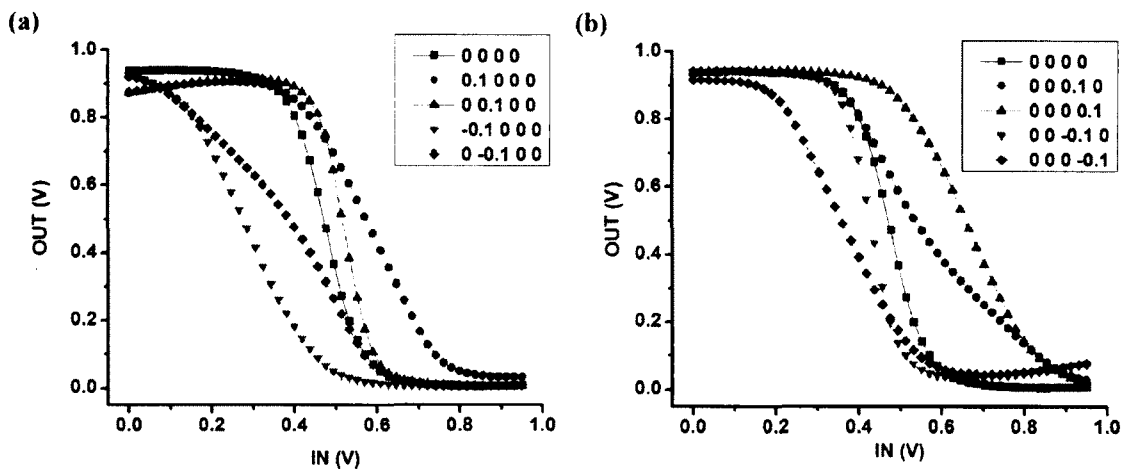 (a)
1.0
0.8
0.6
0.4
0.2
0.0
OUT (V)
0 0 0 0
0.1 0 0 0
0 0.1 0 0
-0.1 0 0 0
0 -0.1 0 0
0.0 0.2 0.4 0.6 0.8 1.0
IN (V)
(b)
1.0
0.8
0.6
0.4
0.2
0.0
OUT (V)
0 0 0 0
0 0 0.1 0
0 0 0 0.1
0 0 -0.1 0
0 0 0 -0.1
0.0 0.2 0.4 0.6 0.8 1.0
IN (V)